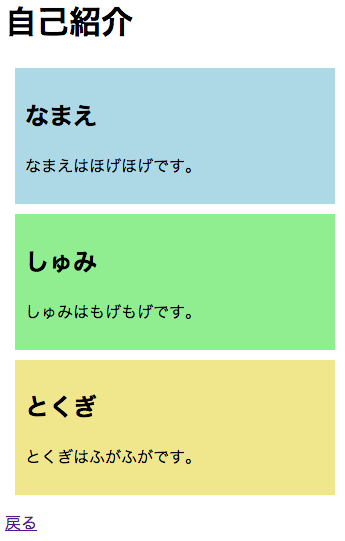 自己紹介
なまえ
なまえはほげほげです。
しゅみ
しゅみはもげもげです。
とくぎ
とくぎはふがふがです。
戻る